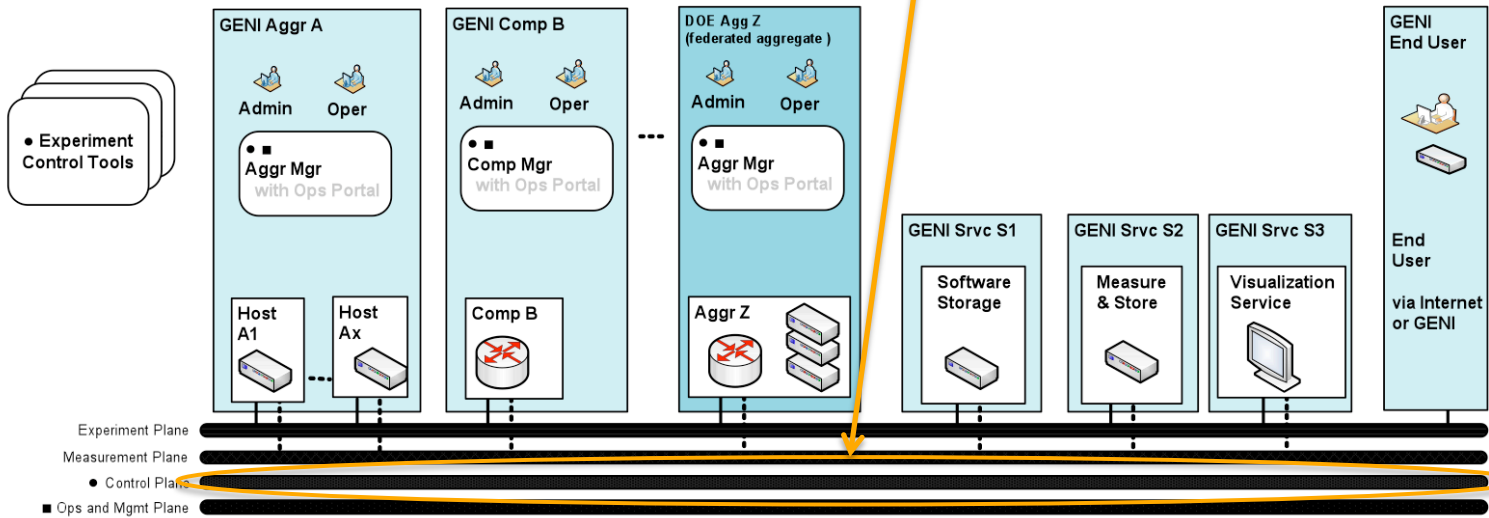 ● Experiment
Control Tools
GENI Aggr A
Admin
Oper
● ■
Aggr Mgr
with Ops Portal
Host
A1
Host
Ax
GENI Comp B
Admin
Oper
● ■
Comp Mgr
with Ops Portal
Comp B
DOE Agg Z
(federated aggregate )
Admin
Oper
● ■
Aggr Mgr
with Ops Portal
Aggr Z
GENI Srvc S1
Software
Storage
GENI Srvc S2
Measure
& Store
GENI Srvc S3
Visualization
Service
GENI
End User
End
User
via Internet
or GENI
Experiment Plane
Measurement Plane
● Control Plane
■ Ops and Mgmt Plane